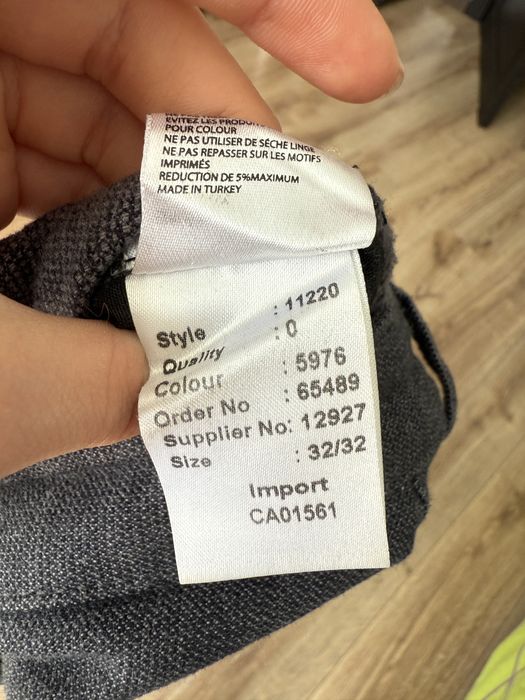 EVITEZ LES PRODUI
POUR COLOUR
NE PAS UTILISER DE SÈCHE LINGE
NE PAS REPASSER SUR LES MOTIFS
IMPRIMÉS
REDUCTION DE 5%MAXIMUM
MADE IN TURKEY
Style : 11220
Quality : 0
Colour : 5976
Order No : 65489
Supplier No: 12927
Size : 32/32
Import
CA01561